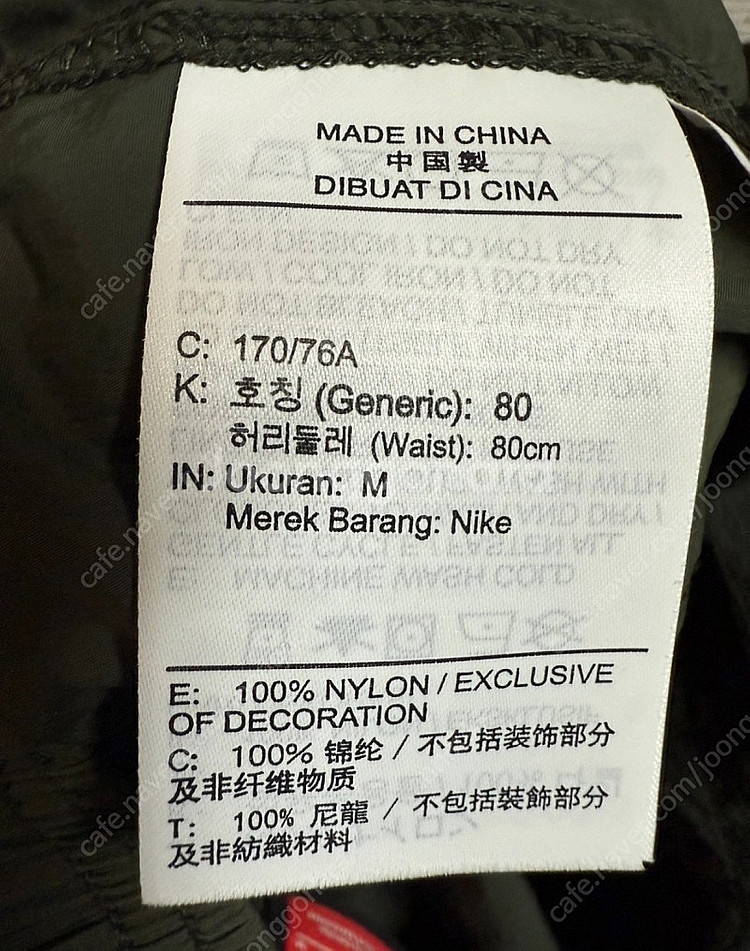 MADE IN CHINA
中国製
DIBUAT DI CINA
C: 170/76A
K: 호칭 (Generic): 80
허리둘레 (Waist): 80cm
IN: Ukuran: M
Merek Barang: Nike
E: 100% NYLON / EXCLUSIVE
OF DECORATION
C: 100% 锦纶 / 不包括装饰部分
及非纤维物质
T: 100% 尼龍 / 不包括裝飾部分
及非紡織材料